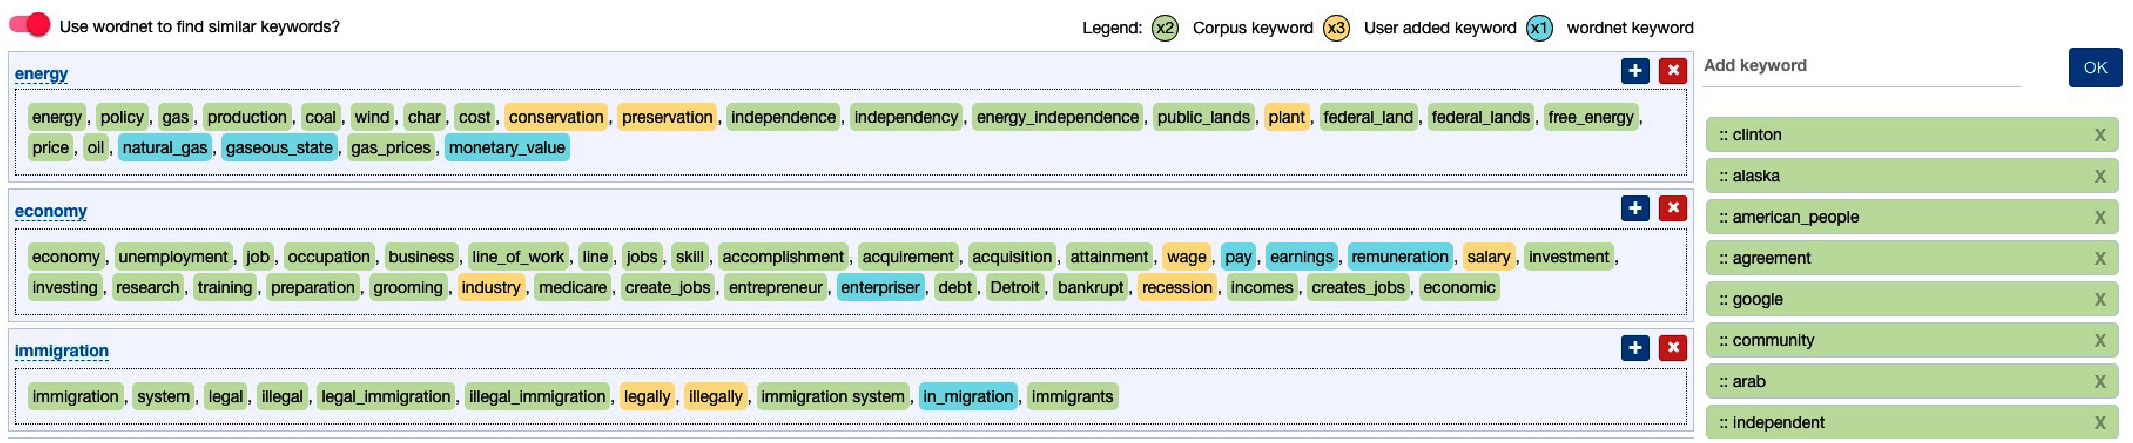 Use wordnet to find similar keywords?
Legend: x2 Corpus keyword x3 User added keyword x1 wordnet keyword
energy
energy, policy, gas, production, coal, wind, char, cost, conservation, preservation, independence, independency, energy_independence, public_lands, plant, federal_land, federal_lands, free_energy,
price, oil, natural_gas, gaseous_state, gas_prices, monetary_value
economy
economy, unemployment, job, occupation, business, line_of_work, line, jobs, skill, accomplishment, acquirement, acquisition, attainment, wage, pay, earnings, remuneration, salary, investment,
investing, research, training, preparation, grooming, industry, medicare, create_jobs, entrepreneur, enterpriser, debt, Detroit, bankrupt, recession, incomes, creates_jobs, economic
immigration
immigration, system, legal, illegal, legal_immigration, illegal_immigration, legally, illegally, immigration system, in_migration, immigrants
Add keyword OK
:: clinton X
:: alaska X
:: american_people X
:: agreement X
:: google X
:: community X
:: arab X
:: independent X